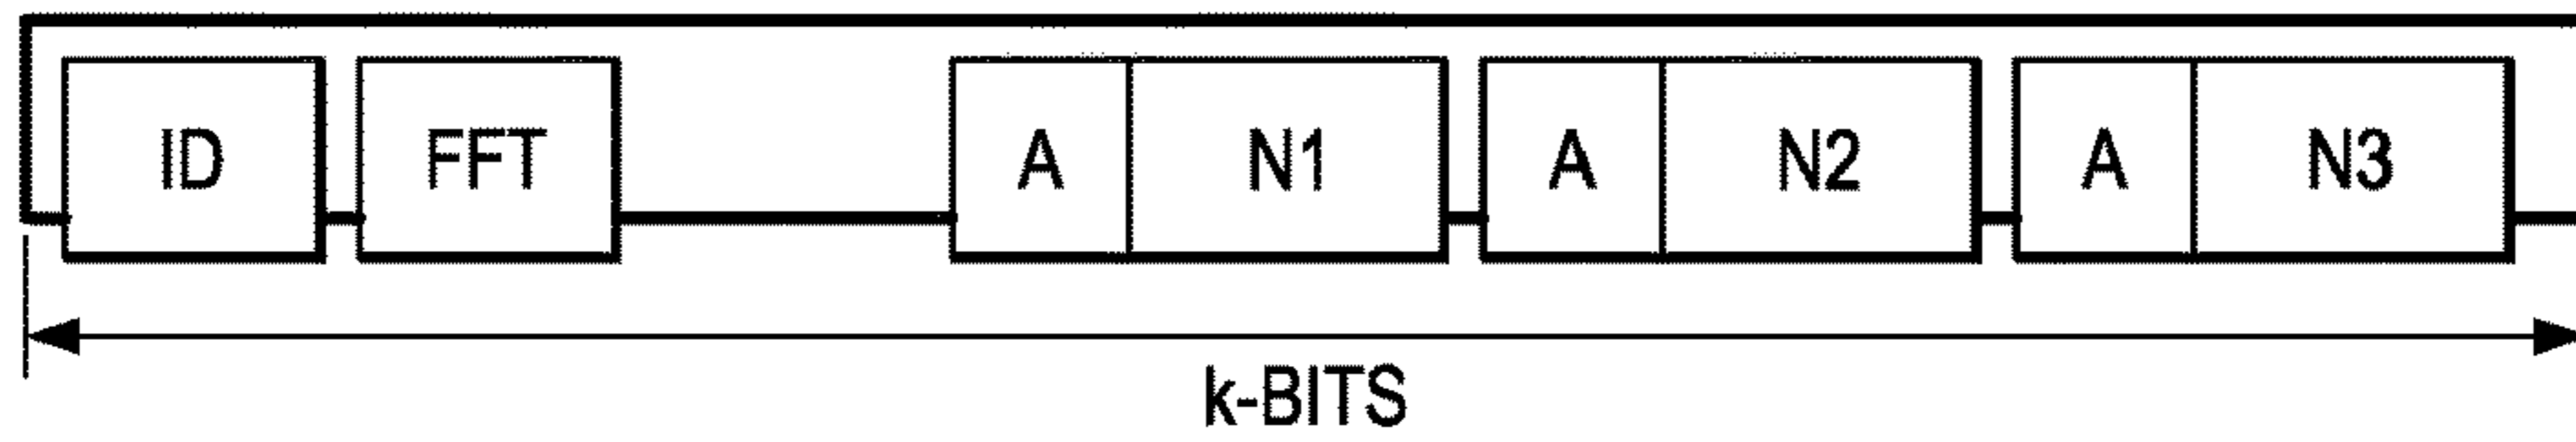 ID FFT A N1 A N2 A N3
k-BITS